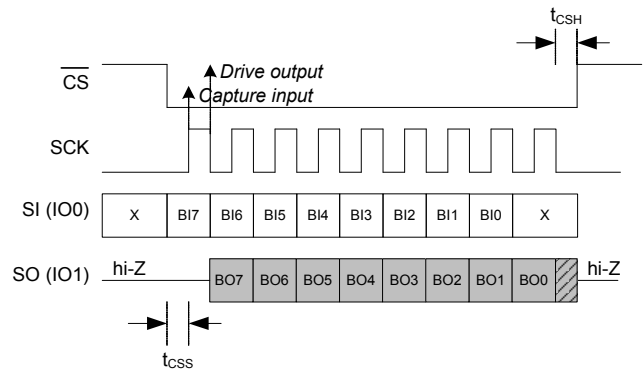 tCSH
CS
Drive output
Capture input
SCK
SI (IO0)
X BI7 BI6 BI5 BI4 BI3 BI2 BI1 BI0 X
SO (IO1)
hi-Z
BO7 BO6 BO5 BO4 BO3 BO2 BO1 BO0
hi-Z
tCSS